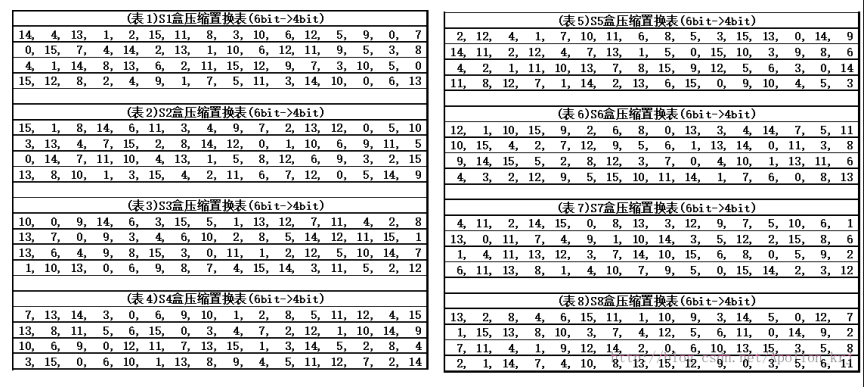 (表1)S1盒压缩置换表(6bit->4bit)
14, 4, 13, 1, 2, 15, 11, 8, 3, 10, 6, 12, 5, 9, 0, 7
0, 15, 7, 4, 14, 2, 13, 1, 10, 6, 12, 11, 9, 5, 3, 8
4, 1, 14, 8, 13, 6, 2, 11, 15, 12, 9, 7, 3, 10, 5, 0
15, 12, 8, 2, 4, 9, 1, 7, 5, 11, 3, 14, 10, 0, 6, 13
(表2)S2盒压缩置换表(6bit->4bit)
15, 1, 8, 14, 6, 11, 3, 4, 9, 7, 2, 13, 12, 0, 5, 10
3, 13, 4, 7, 15, 2, 8, 14, 12, 0, 1, 10, 6, 9, 11, 5
0, 14, 7, 11, 10, 4, 13, 1, 5, 8, 12, 6, 9, 3, 2, 15
13, 8, 10, 1, 3, 15, 4, 2, 11, 6, 7, 12, 0, 5, 14, 9
(表3)S3盒压缩置换表(6bit->4bit)
10, 0, 9, 14, 6, 3, 15, 5, 1, 13, 12, 7, 11, 4, 2, 8
13, 7, 0, 9, 3, 4, 6, 10, 2, 8, 5, 14, 12, 11, 15, 1
13, 6, 4, 9, 8, 15, 3, 0, 11, 1, 2, 12, 5, 10, 14, 7
1, 10, 13, 0, 6, 9, 8, 7, 4, 15, 14, 3, 11, 5, 2, 12
(表4)S4盒压缩置换表(6bit->4bit)
7, 13, 14, 3, 0, 6, 9, 10, 1, 2, 8, 5, 11, 12, 4, 15
13, 8, 11, 5, 6, 15, 0, 3, 4, 7, 2, 12, 1, 10, 14, 9
10, 6, 9, 0, 12, 11, 7, 13, 15, 1, 3, 14, 5, 2, 8, 4
3, 15, 0, 6, 10, 1, 13, 8, 9, 4, 5, 11, 12, 7, 2, 14
(表5)S5盒压缩置换表(6bit->4bit)
2, 12, 4, 1, 7, 10, 11, 6, 8, 5, 3, 15, 13, 0, 14, 9
14, 11, 2, 12, 4, 7, 13, 1, 5, 0, 15, 10, 3, 9, 8, 6
4, 2, 1, 11, 10, 13, 7, 8, 15, 9, 12, 5, 6, 3, 0, 14
11, 8, 12, 7, 1, 14, 2, 13, 6, 15, 0, 9, 10, 4, 5, 3
(表6)S6盒压缩置换表(6bit->4bit)
12, 1, 10, 15, 9, 2, 6, 8, 0, 13, 3, 4, 14, 7, 5, 11
10, 15, 4, 2, 7, 12, 9, 5, 6, 1, 13, 14, 0, 11, 3, 8
9, 14, 15, 5, 2, 8, 12, 3, 7, 0, 4, 10, 1, 13, 11, 6
4, 3, 2, 12, 9, 5, 15, 10, 11, 14, 1, 7, 6, 0, 8, 13
(表7)S7盒压缩置换表(6bit->4bit)
4, 11, 2, 14, 15, 0, 8, 13, 3, 12, 9, 7, 5, 10, 6, 1
13, 0, 11, 7, 4, 9, 1, 10, 14, 3, 5, 12, 2, 15, 8, 6
1, 4, 11, 13, 12, 3, 7, 14, 10, 15, 6, 8, 0, 5, 9, 2
6, 11, 13, 8, 1, 4, 10, 7, 9, 5, 0, 15, 14, 2, 3, 12
(表8)S8盒压缩置换表(6bit->4bit)
13, 2, 8, 4, 6, 15, 11, 1, 10, 9, 3, 14, 5, 0, 12, 7
1, 15, 13, 8, 10, 3, 7, 4, 12, 5, 6, 11, 0, 14, 9, 2
7, 11, 4, 1, 9, 12, 14, 2, 0, 6, 10, 13, 15, 3, 5, 8
2, 1, 14, 7, 4, 10, 8, 13, 15, 12, 9, 0, 3, 5, 6, 11